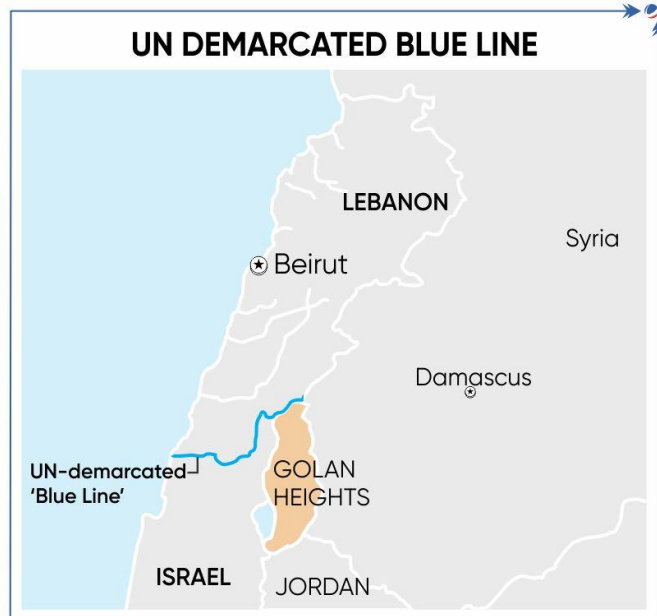 UN DEMARCATED BLUE LINE
LEBANON
Syria
Beirut
Damascus
UN-demarcated
'Blue Line'
GOLAN
HEIGHTS
ISRAEL
JORDAN